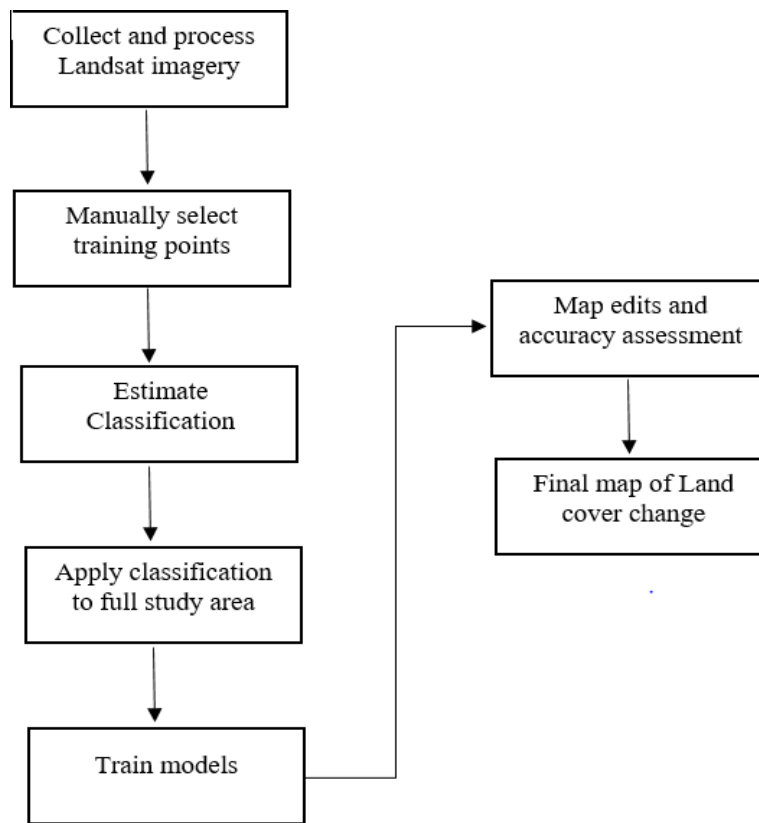 Collect and process
Landsat imagery
Manually select
training points
Estimate
Classification
Apply classification
to full study area
Train models
Map edits and
accuracy assessment
Final map of Land
cover change